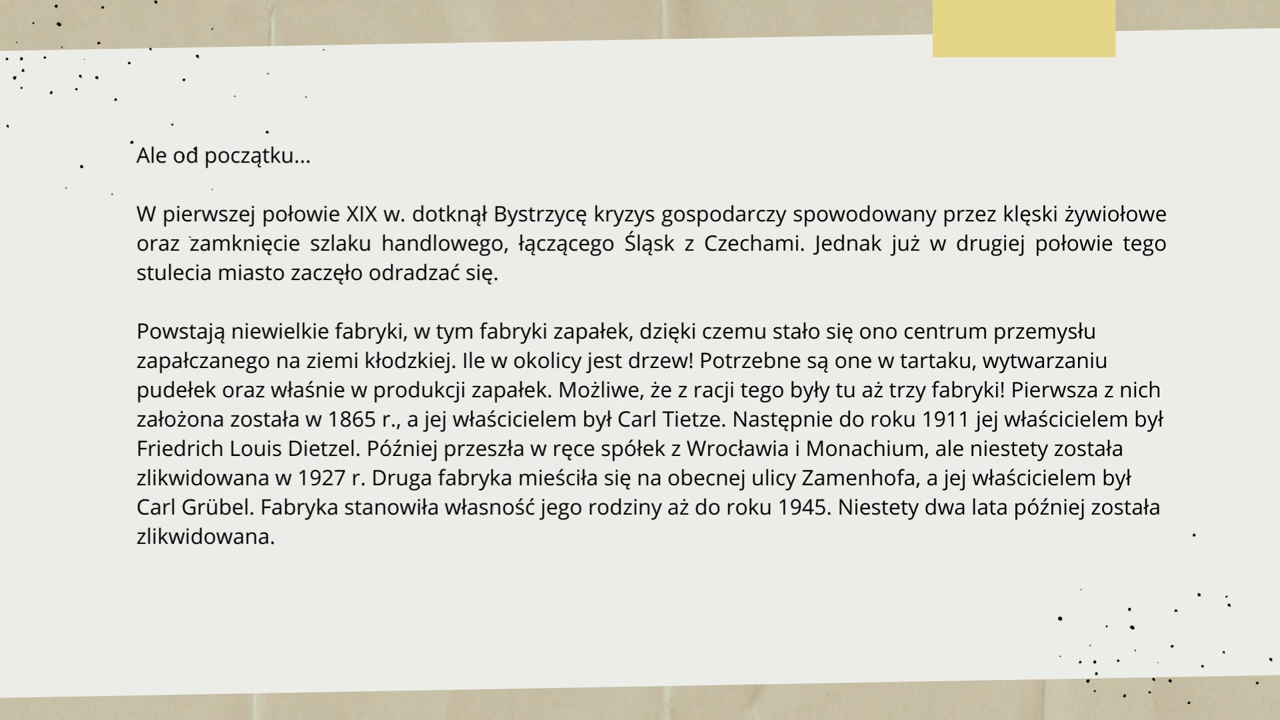 Ale od początku...
W pierwszej połowie XIX w. dotknął Bystrzycę kryzys gospodarczy spowodowany przez klęski żywiołowe
oraz zamknięcie szlaku handlowego, łączącego Śląsk z Czechami. Jednak już w drugiej połowie tego
stulecia miasto zaczęło odradzać się.
Powstają niewielkie fabryki, w tym fabryki zapałek, dzięki czemu stało się ono centrum przemysłu
zapałczanego na ziemi kłodzkiej. Ile w okolicy jest drzew! Potrzebne są one w tartaku, wytwarzaniu
pudełek oraz właśnie w produkcji zapałek. Możliwe, że z racji tego były tu aż trzy fabryki! Pierwsza z nich
założona została w 1865 r., a jej właścicielem był Carl Tietze. Następnie do roku 1911 jej właścicielem był
Friedrich Louis Dietzel. Później przeszła w ręce spółek z Wrocławia i Monachium, ale niestety została
zlikwidowana w 1927 r. Druga fabryka mieściła się na obecnej ulicy Zamenhofa, a jej właścicielem był
Carl Grübel. Fabryka stanowiła własność jego rodziny aż do roku 1945. Niestety dwa lata później została
zlikwidowana.